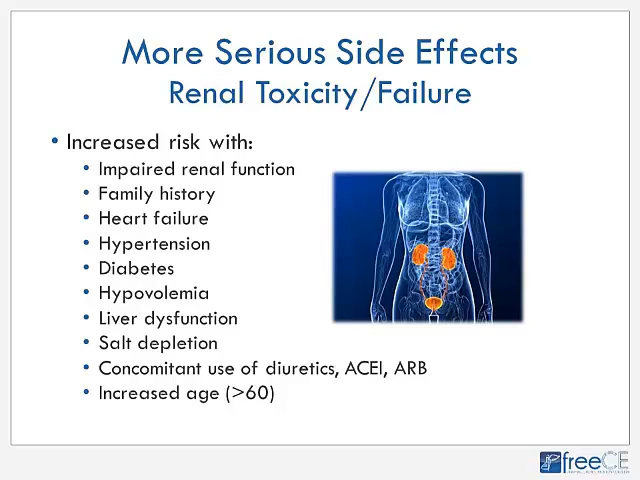 More Serious Side Effects
Renal Toxicity/Failure
• Increased risk with:
• Impaired renal function
• Family history
• Heart failure
• Hypertension
• Diabetes
• Hypovolemia
• Liver dysfunction
• Salt depletion
• Concomitant use of diuretics, ACEI, ARB
• Increased age (>60)
freeCE